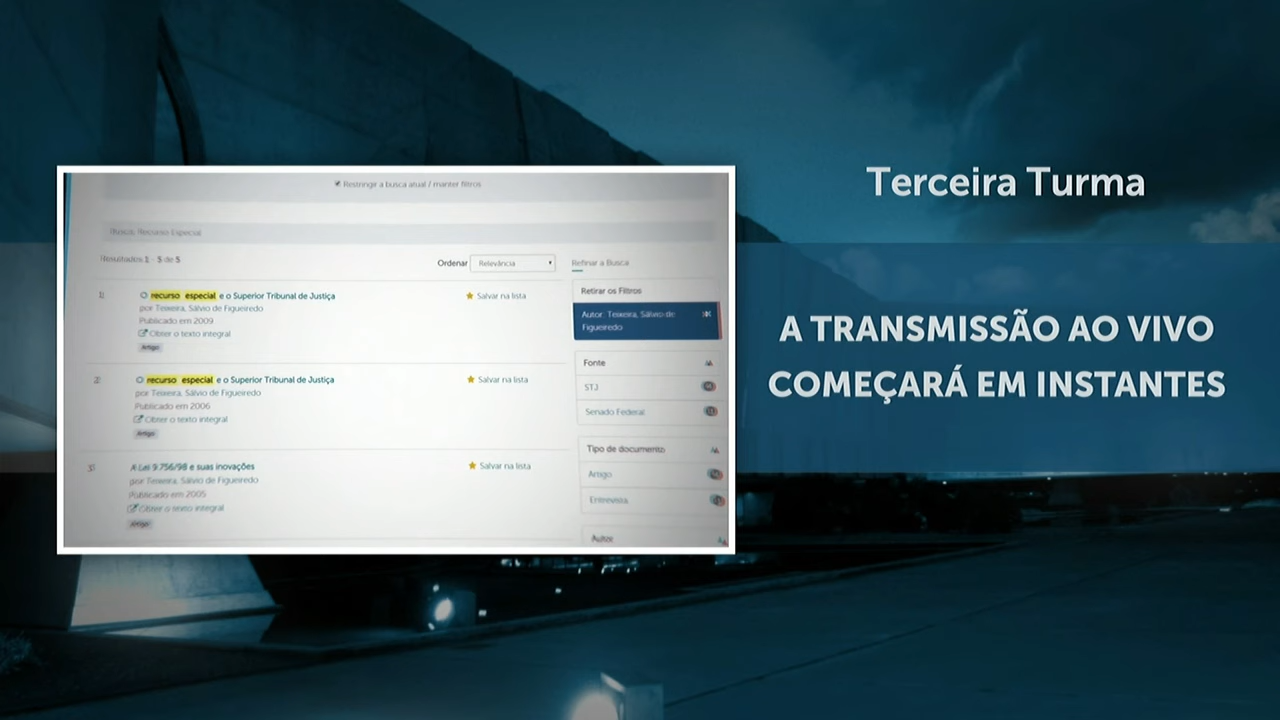 Terceira Turma
A TRANSMISSÃO AO VIVO
COMEÇARÁ EM INSTANTES
Restringir a busca atual / manter filtros
Busca: Recurso Especial
Resultados 1 - 5 de 5
Ordenar Relevância
Refinar a Busca
1) O recurso especial e o Superior Tribunal de Justiça
Salvar na lista
por Teixeira, Sálvio de Figueiredo
Publicado em 2009
Obter o texto integral
Artigo
2) O recurso especial e o Superior Tribunal de Justiça
Salvar na lista
por Teixeira, Sálvio de Figueiredo
Publicado em 2006
Obter o texto integral
Artigo
3) A Lei 9.756/98 e suas inovações
Salvar na lista
por Teixeira, Sálvio de Figueiredo
Publicado em 2005
Obter o texto integral
Artigo
Retirar os Filtros
Autor: Teixeira, Sálvio de
Figueiredo
Fonte
STJ
Senado Federal
Tipo de documento
Artigo
Entrevista
Autor